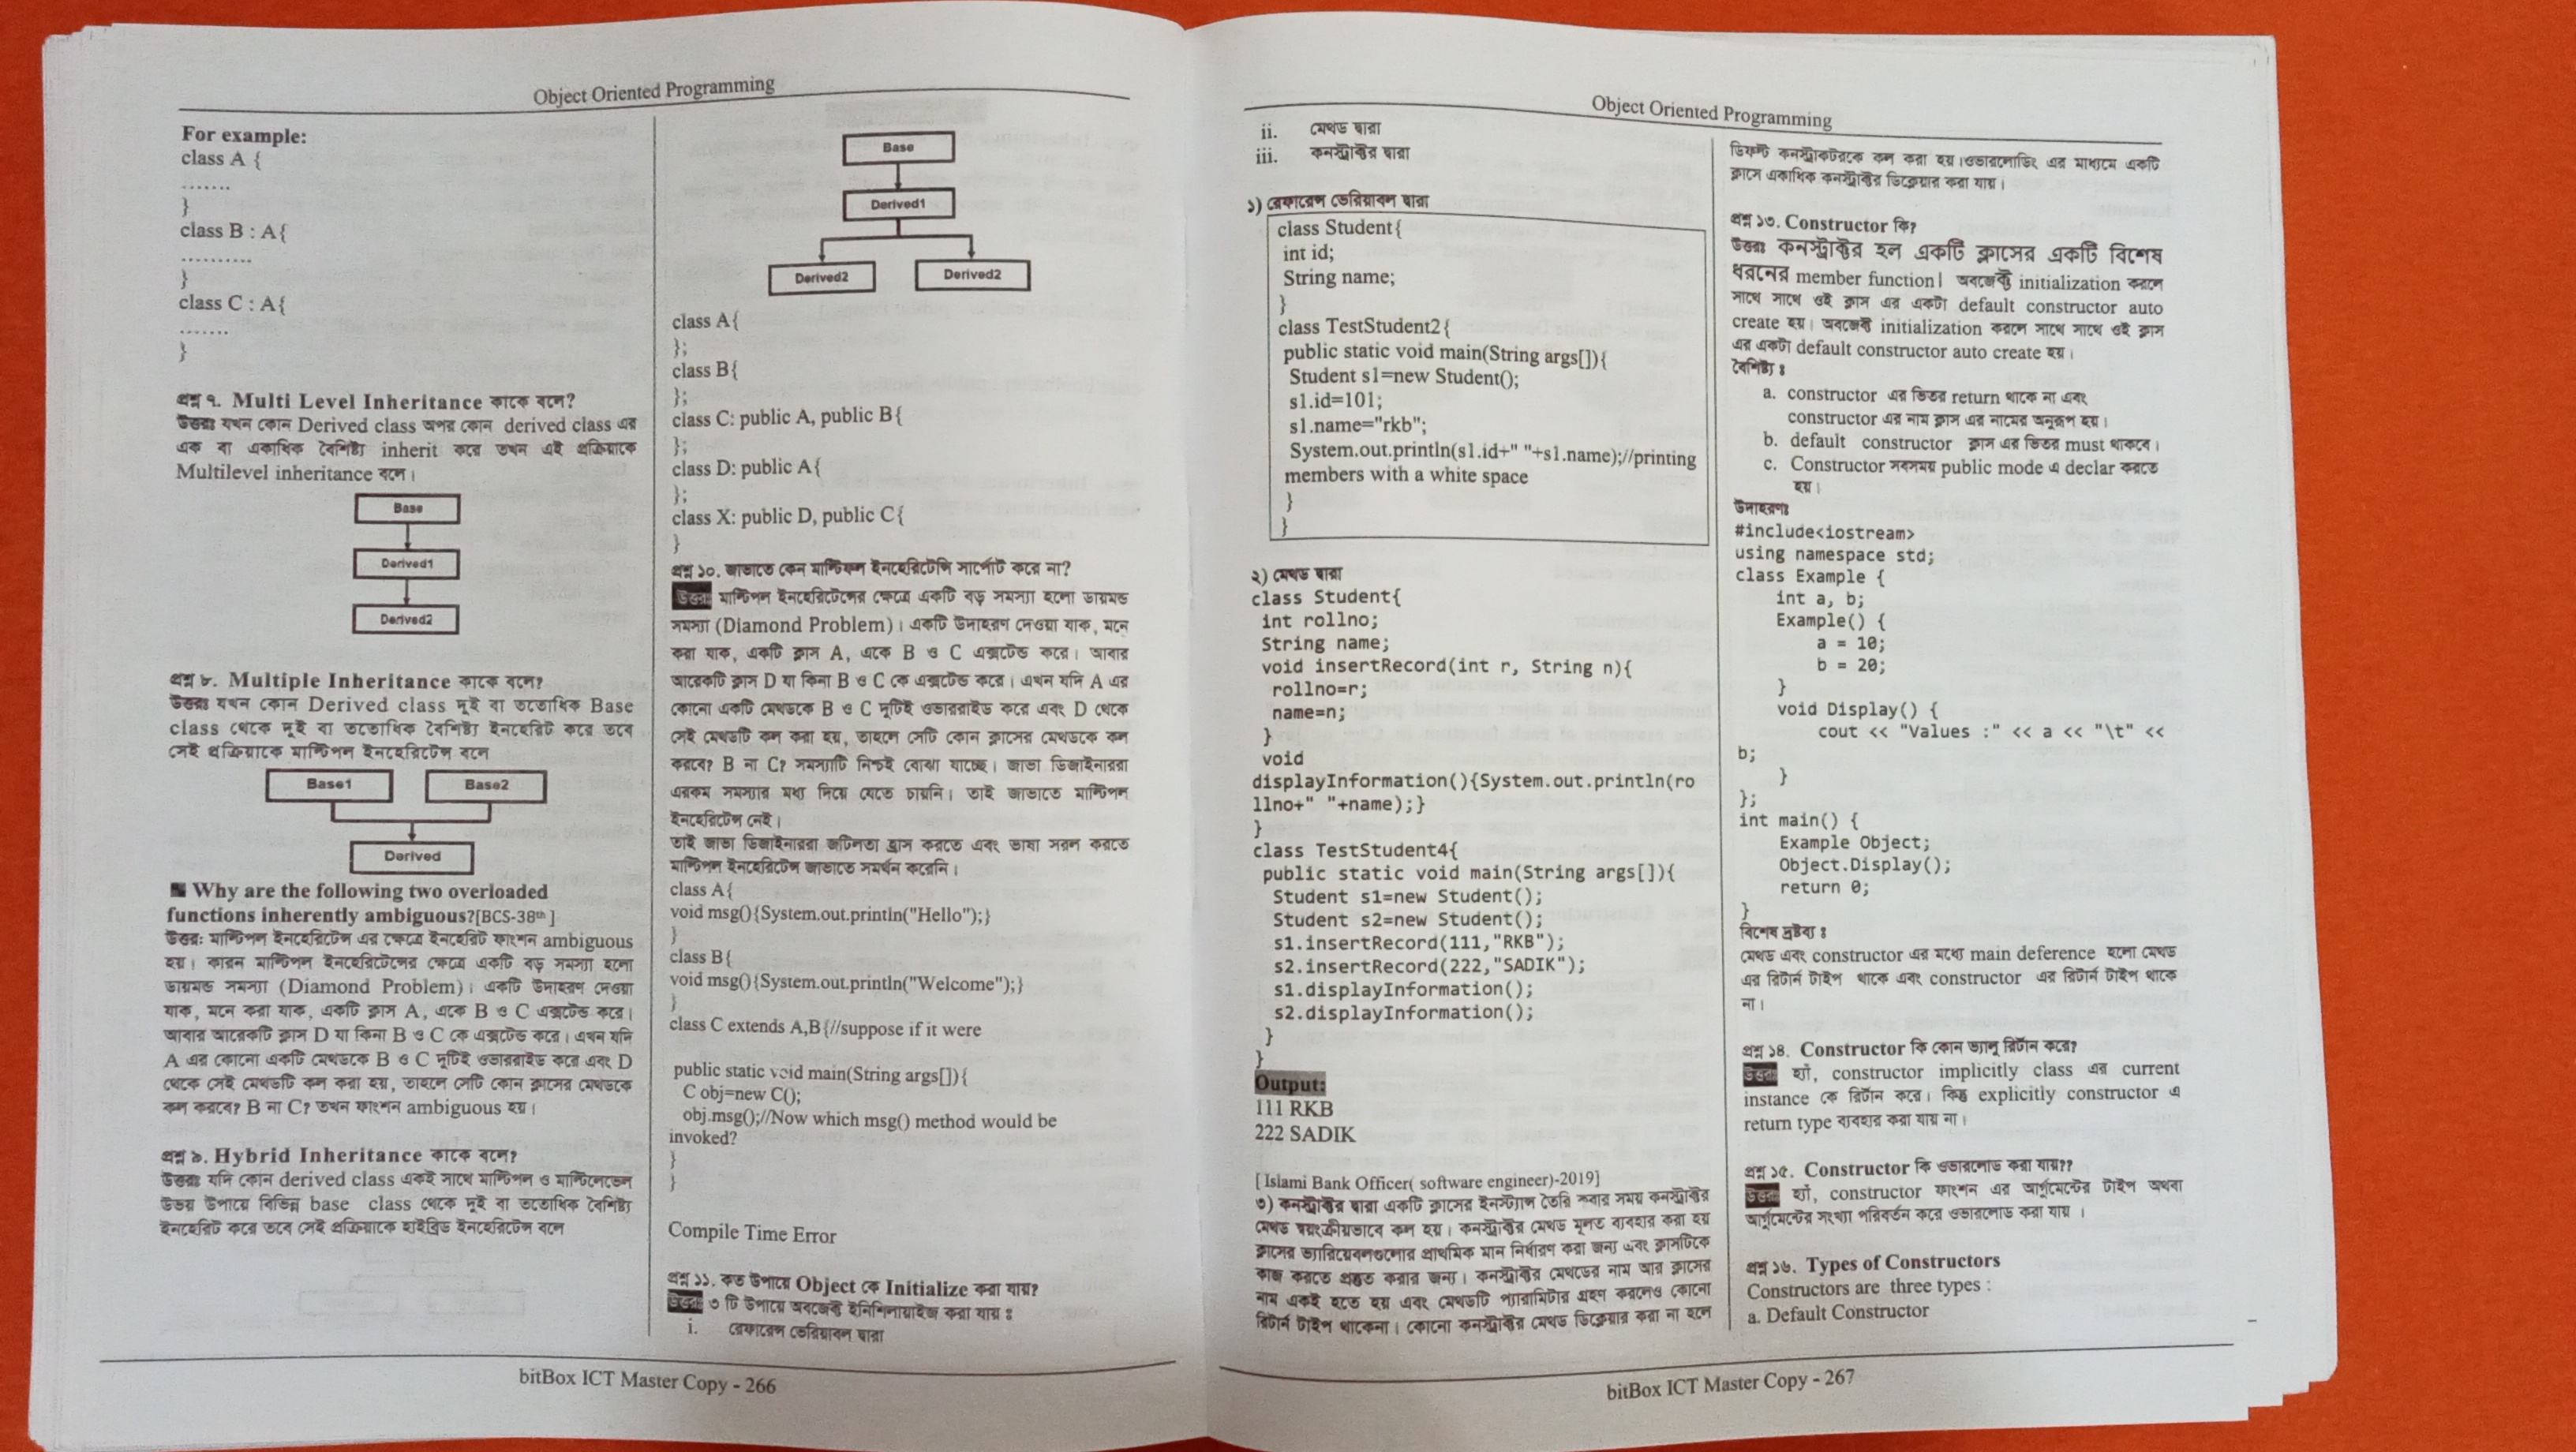 Object Oriented Programming
For example:
class A {
.......
}
class B : A{
..........
}
class C : A{
.......
}
প্রশ্ন ৭. Multi Level Inheritance কাকে বলে?
উত্তরঃ যখন কোন Derived class অপর কোন derived class এর
এক বা একাধিক বৈশিষ্ট্য inherit করে তখন এই প্রক্রিয়াকে
Multilevel inheritance বলে।
Base
Derived1
Derived2
প্রশ্ন ৮. Multiple Inheritance কাকে বলে?
উত্তরঃ যখন কোন Derived class দুই বা ততোধিক Base
class থেকে দুই বা ততোধিক বৈশিষ্ট্য ইনহেরিট করে তবে
সেই প্রক্রিয়াকে মাল্টিপল ইনহেরিটেন্স বলে
Base1 Base2
Derived
Why are the following two overloaded
functions inherently ambiguous?[BCS-38th ]
উত্তর: মাল্টিপল ইনহেরিটেন্স এর ক্ষেত্রে ইনহেরিট ফাংশন ambiguous
হয়। কারন মাল্টিপল ইনহেরিটেন্সের ক্ষেত্রে একটি বড় সমস্যা হলো
ডায়মন্ড সমস্যা (Diamond Problem)। একটি উদাহরণ দেওয়া
যাক, মনে করা যাক, একটি ক্লাস A, একে B ও C এক্সটেন্ড করে।
আবার আরেকটি ক্লাস D যা কিনা B ও C কে এক্সটেন্ড করে। এখন যদি
A এর কোনো একটি মেথডকে B ও C দুটিই ওভাররাইড করে এবং D
থেকে সেই মেথডটি কল করা হয়, তাহলে সেটি কোন ক্লাসের মেথডকে
কল করবে? B না C? তখন ফাংশন ambiguous হয়।
প্রশ্ন ৯. Hybrid Inheritance কাকে বলে?
উত্তরঃ যদি কোন derived class একই সাথে মাল্টিপল ও মাল্টিলেভেল
উভয় উপায়ে বিভিন্ন base class থেকে দুই বা ততোধিক বৈশিষ্ট্য
ইনহেরিট করে তবে সেই প্রক্রিয়াকে হাইব্রিড ইনহেরিটেন্স বলে
Base
Derived1
Derived2 Derived2
class A{
};
class B{
};
class C: public A, public B{
};
class D: public A{
};
class X: public D, public C{
}
প্রশ্ন ১০. জাভাতে কেন মাল্টিপল ইনহেরিটেন্সি সাপোর্ট করে না?
উত্তরঃ মাল্টিপল ইনহেরিটেন্সের ক্ষেত্রে একটি বড় সমস্যা হলো ডায়মন্ড
সমস্যা (Diamond Problem)। একটি উদাহরণ দেওয়া যাক, মনে
করা যাক, একটি ক্লাস A, একে B ও C এক্সটেন্ড করে। আবার
আরেকটি ক্লাস D যা কিনা B ও C কে এক্সটেন্ড করে। এখন যদি A এর
কোনো একটি মেথডকে B ও C দুটিই ওভাররাইড করে এবং D থেকে
সেই মেথডটি কল করা হয়, তাহলে সেটি কোন ক্লাসের মেথডকে কল
করবে? B না C? সমস্যাটি নিশ্চই বোঝা যাচ্ছে। জাভা ডিজাইনাররা
এরকম সমস্যার মধ্য দিয়ে যেতে চায়নি। তাই জাভাতে মাল্টিপল
ইনহেরিটেন্স নেই।
তাই জাভা ডিজাইনাররা জটিলতা হ্রাস করতে এবং ভাষা সরল করতে
মাল্টিপল ইনহেরিটেন্স জাভাতে সমর্থন করেনি।
class A{
void msg(){System.out.println("Hello");}
}
class B{
void msg(){System.out.println("Welcome");}
}
class C extends A,B{//suppose if it were
public static void main(String args[]){
C obj=new C();
obj.msg();//Now which msg() method would be
invoked?
}
}
Compile Time Error
প্রশ্ন ১১. কত উপায়ে Object কে Initialize করা যায়?
উত্তরঃ ৩ টি উপায়ে অবজেক্ট ইনিশিলায়াইজ করা যায় ঃ
i. রেফারেন্স ভেরিয়াবল দ্বারা
bitBox ICT Master Copy - 266
Object Oriented Programming
ii. মেথড দ্বারা
iii. কনস্ট্রাক্টর দ্বারা
১) রেফারেন্স ভেরিয়াবল দ্বারা
class Student{
int id;
String name;
}
class TestStudent2{
public static void main(String args[]){
Student s1=new Student();
s1.id=101;
s1.name="rkb";
System.out.println(s1.id+" "+s1.name);//printing
members with a white space
}
}
২) মেথড দ্বারা
class Student{
int rollno;
String name;
void insertRecord(int r, String n){
rollno=r;
name=n;
}
void
displayInformation(){System.out.println(ro
llno+" "+name);}
}
class TestStudent4{
public static void main(String args[]){
Student s1=new Student();
Student s2=new Student();
s1.insertRecord(111,"RKB");
s2.insertRecord(222,"SADIK");
s1.displayInformation();
s2.displayInformation();
}
}
Output:
111 RKB
222 SADIK
[ Islami Bank Officer( software engineer)-2019]
৩) কনস্ট্রাক্টর দ্বারা একটি ক্লাসের ইনস্ট্যান্স তৈরি করার সময় কনস্ট্রাক্টর
মেথড স্বয়ংক্রীয়ভাবে কল হয়। কনস্ট্রাক্টর মেথড মূলত ব্যবহার করা হয়
ক্লাসের ভ্যারিয়েবলগুলোর প্রাথমিক মান নির্ধারণ করা জন্য এবং ক্লাসটিকে
কাজ করতে প্রস্তুত করার জন্য। কনস্ট্রাক্টর মেথডের নাম আর ক্লাসের
নাম একই হতে হয় এবং মেথডটি প্যারামিটার গ্রহণ করলেও কোনো
রিটার্ন টাইপ থাকেনা। কোনো কনস্ট্রাক্টর মেথড ডিক্লেয়ার করা না হলে
ডিফল্ট কনস্ট্রাকটরকে কল করা হয়।ওভারলোডিং এর মাধ্যমে একটি
ক্লাসে একাধিক কনস্ট্রাক্টর ডিক্লেয়ার করা যায়।
প্রশ্ন ১৩. Constructor কি?
উত্তরঃ কনস্ট্রাক্টর হল একটি ক্লাসের একটি বিশেষ
ধরনের member function| অবজেক্ট initialization করলে
সাথে সাথে ওই ক্লাস এর একটা default constructor auto
create হয়। অবজেক্ট initialization করলে সাথে সাথে ওই ক্লাস
এর একটা default constructor auto create হয়।
বৈশিষ্ট্য ঃ
a. constructor এর ভিতর return থাকে না এবং
constructor এর নাম ক্লাস এর নামের অনুরূপ হয়।
b. default constructor ক্লাস এর ভিতর must থাকবে।
c. Constructor সবসময় public mode এ declar করতে
হয়।
উদাহরণঃ
#include<iostream>
using namespace std;
class Example {
int a, b;
Example() {
a = 10;
b = 20;
}
void Display() {
cout << "Values :" << a << "\t" <<
b;
}
};
int main() {
Example Object;
Object.Display();
return 0;
}
বিশেষ দ্রষ্টব্য ঃ
মেথড এবং constructor এর মধ্যে main deference হলো মেথড
এর রিটার্ন টাইপ থাকে এবং constructor এর রিটার্ন টাইপ থাকে
না।
প্রশ্ন ১৪. Constructor কি কোন ভ্যালু রিটার্ন করে?
উত্তরঃ হ্যাঁ, constructor implicitly class এর current
instance কে রিটার্ন করে। কিন্তু explicitly constructor এ
return type ব্যবহার করা যায় না।
প্রশ্ন ১৫. Constructor কি ওভারলোড করা যায়??
উত্তরঃ হ্যাঁ, constructor ফাংশন এর আর্গুমেন্টের টাইপ অথবা
আর্গুমেন্টের সংখ্যা পরিবর্তন করে ওভারলোড করা যায় ।
প্রশ্ন ১৬. Types of Constructors
Constructors are three types :
a. Default Constructor
bitBox ICT Master Copy - 267